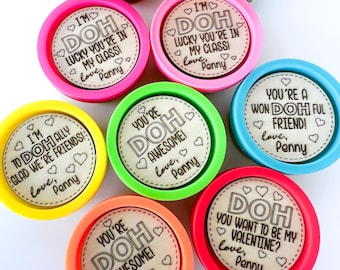 I'M
DOH
LUCKY YOU'RE IN
MY CLASS!
love,
Penny
I'M
DOH
LUCKY YOU'RE IN
MY CLASS!
love,
Penny
I'M
TODOHALLY
GLAD WE'RE FRIENDS!
love,
Penny
YOU'RE
DOH
AWESOME!
love,
Penny
YOU'RE A
WONDOHFUL
FRIEND!
love,
Penny
YOU'RE
DOH
AWESOME!
DOH
YOU WANT TO BE MY
VALENTINE?
love
Penny